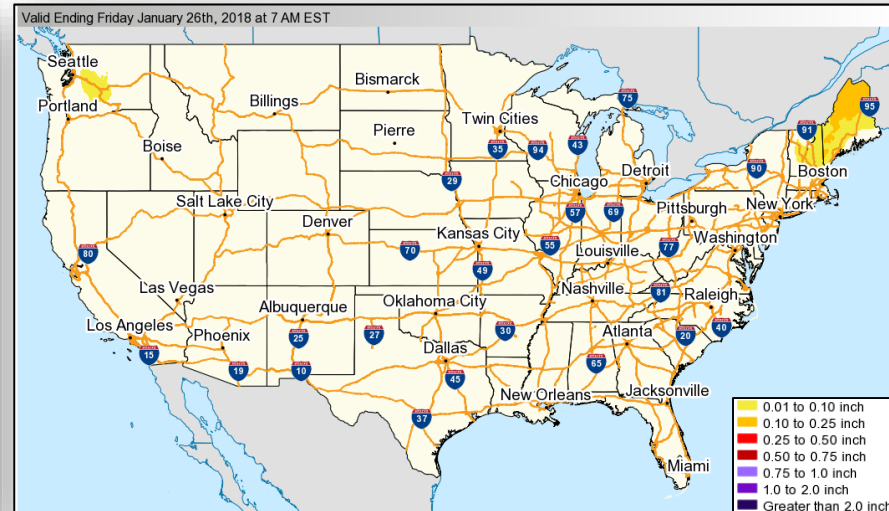 Valid Ending Friday January 26th, 2018 at 7 AM EST
Seattle
Bismarck
Portland
Billings
75
95
Twin Cities
Pierre
91
Boise
35
94
43
90
Detroit
Boston
29
Chicago
Salt Lake City
57
69
Pittsburgh
New York
Denver
Kansas City
Washington
80
70
55
Louisville
77
49
Las Vegas
Nashville
81
Raleigh
Albuquerque
Oklahoma City
Los Angeles
Phoenix
25
27
30
Atlanta
20
40
15
Dallas
19
10
45
65
New Orleans
Jacksonville
37
Miami
0.01 to 0.10 inch
0.10 to 0.25 inch
0.25 to 0.50 inch
0.50 to 0.75 inch
0.75 to 1.0 inch
1.0 to 2.0 inch
Greater than 2.0 inch